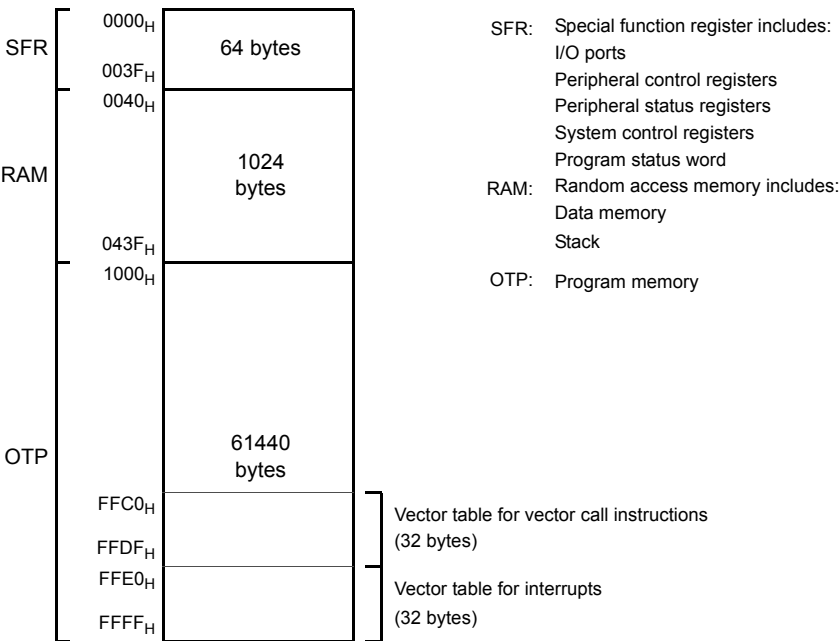 0000H
SFR
64 bytes
003FH
0040H
RAM
1024
bytes
043FH
1000H
OTP
61440
bytes
FFC0H
Vector table for vector call instructions
(32 bytes)
FFDFH
FFE0H
Vector table for interrupts
(32 bytes)
FFFFH
SFR: Special function register includes:
I/O ports
Peripheral control registers
Peripheral status registers
System control registers
Program status word
RAM: Random access memory includes:
Data memory
Stack
OTP: Program memory